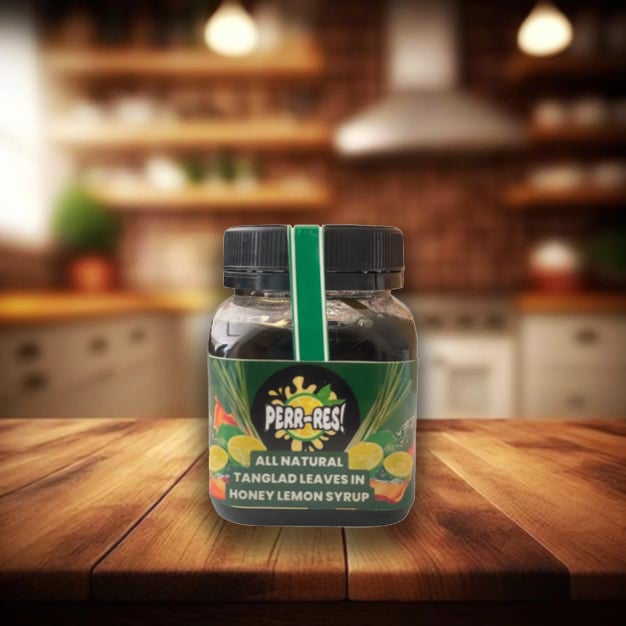 PERR-RES!
ALL NATURAL
TANGLAD LEAVES IN
HONEY LEMON SYRUP